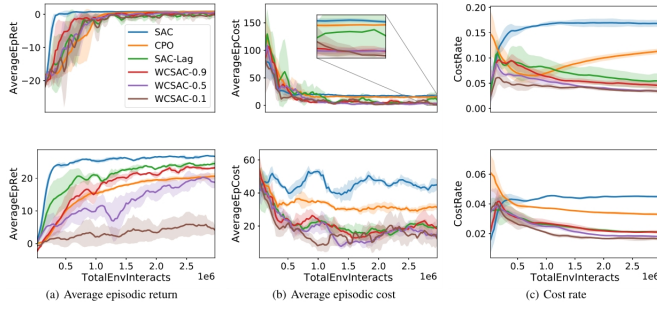 AverageEpRet
0
−10
−20
SAC
CPO
SAC-Lag
WCSAC-0.9
WCSAC-0.5
WCSAC-0.1
AverageEpCost
150
100
50
0
CostRate
0.20
0.15
0.10
0.05
0.00
AverageEpRet
20
10
0
0.5 1.0 1.5 2.0 2.5
1e6
TotalEnvInteracts
AverageEpCost
60
40
20
0.5 1.0 1.5 2.0 2.5
1e6
TotalEnvInteracts
CostRate
0.06
0.04
0.02
0.5 1.0 1.5 2.0 2.5
1e6
TotalEnvInteracts
(a) Average episodic return
(b) Average episodic cost
(c) Cost rate